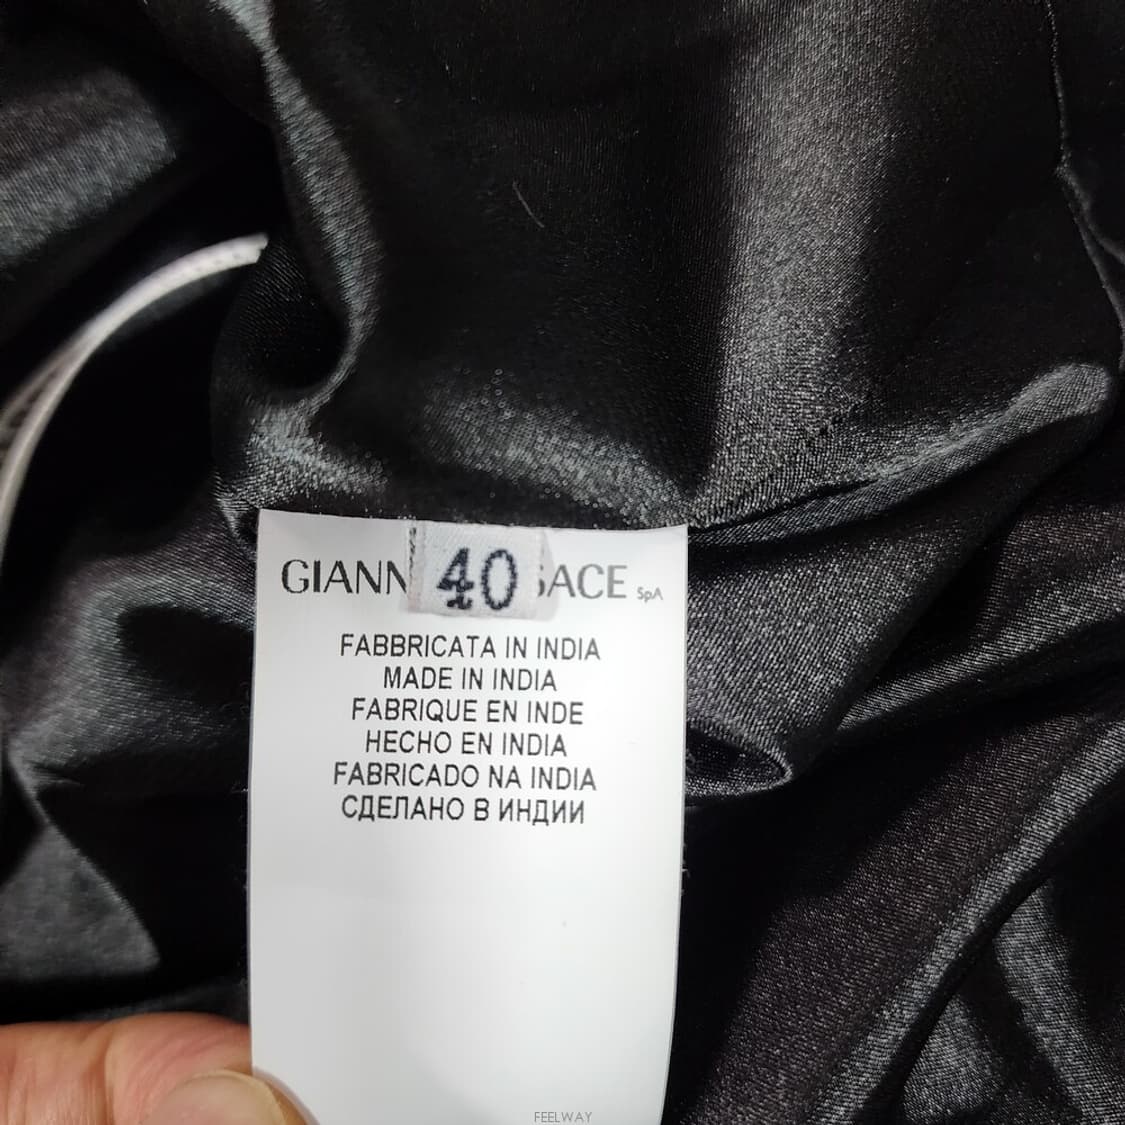 GIANN
40
SACE SpA
FABBRICATA IN INDIA
MADE IN INDIA
FABRIQUE EN INDE
HECHO EN INDIA
FABRICADO NA INDIA
СДЕЛАНО В ИНДИИ
FEELWAY